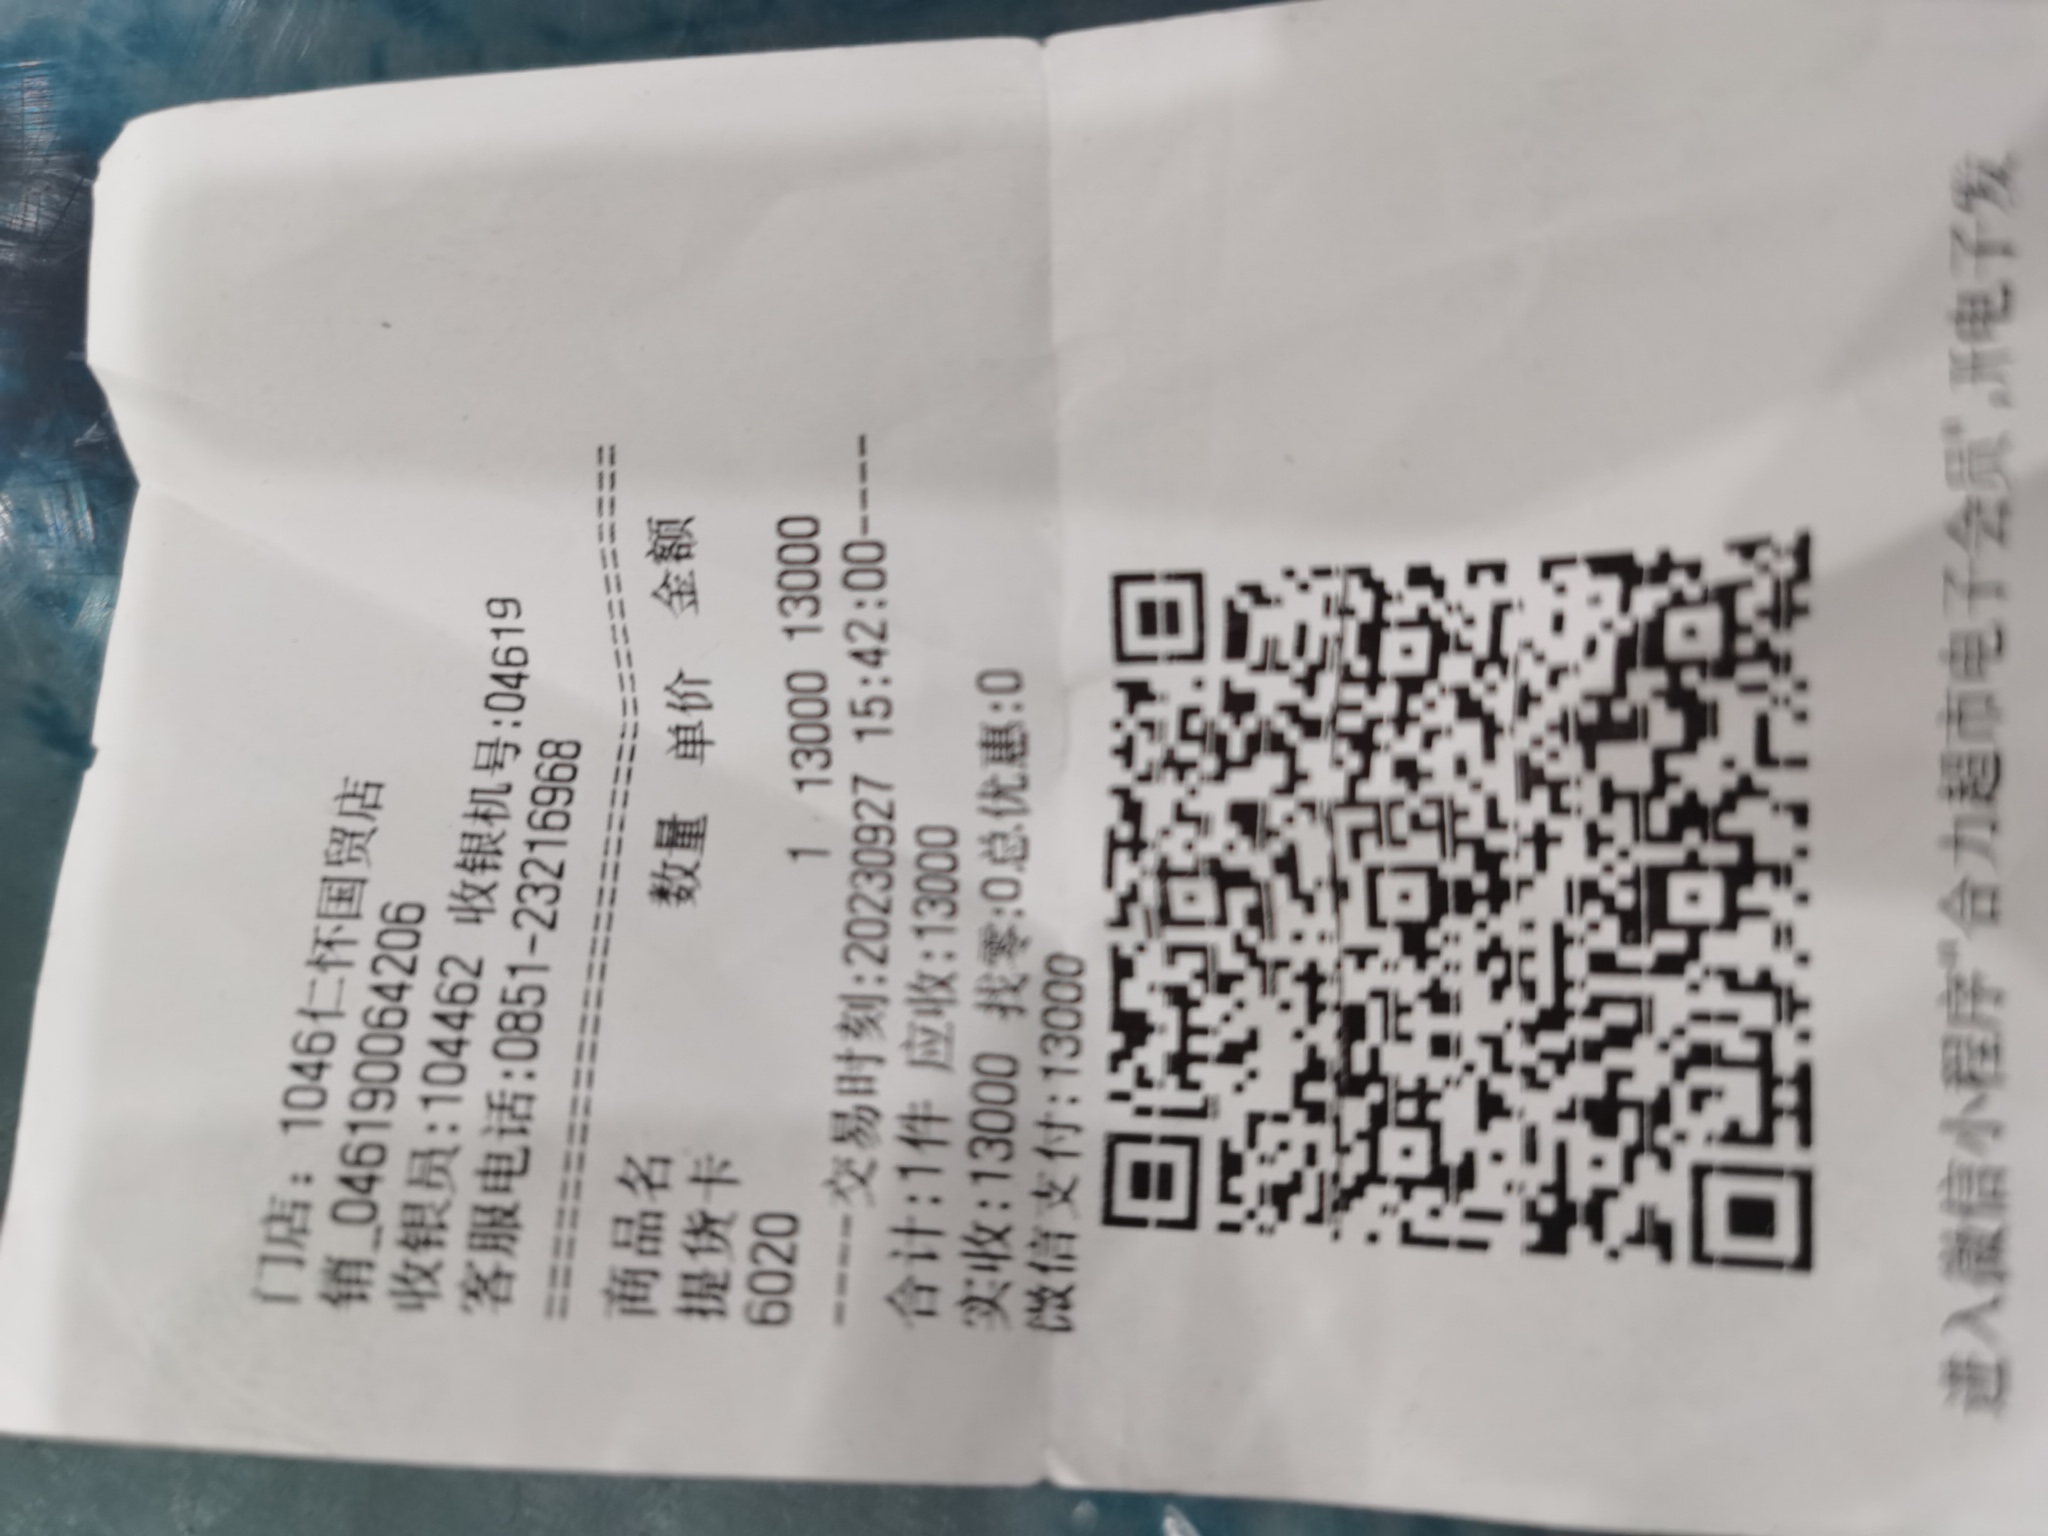 门店: 1046仁怀国贸店
销_046190064206
收银员:104462 收银机号:04619
客服电话:0851-23216968
==========================================
商品名 数量 单价 金额
提货卡
6020 1 13000 13000
-----交易时刻:20230927 15:42:00-----
合计:1件 应收:13000
实收:13000 找零:0总优惠:0
微信支付:13000
进入微信小程序"合力超市电子会员",开电子发